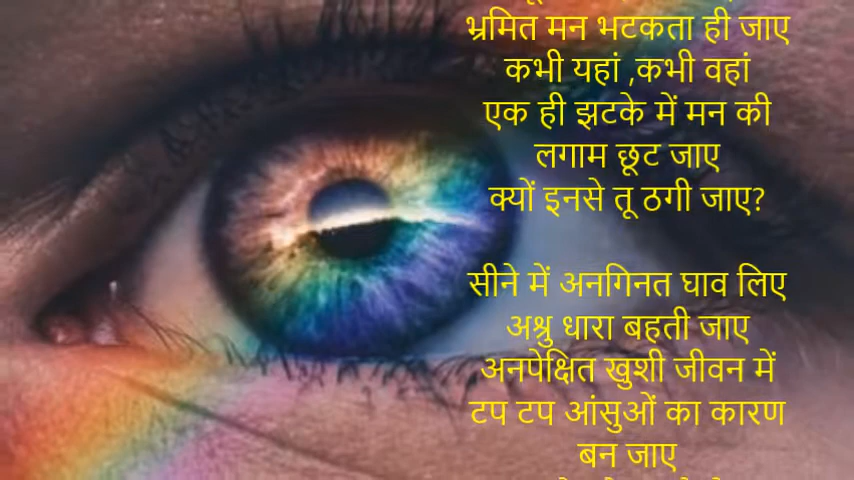 भ्रमित मन भटकता ही जाए
कभी यहां ,कभी वहां
एक ही झटके में मन की
लगाम छूट जाए
क्यों इनसे तू ठगी जाए?
सीने में अनगिनत घाव लिए
अश्रु धारा बहती जाए
अनपेक्षित खुशी जीवन में
टप टप आंसुओं का कारण
बन जाए